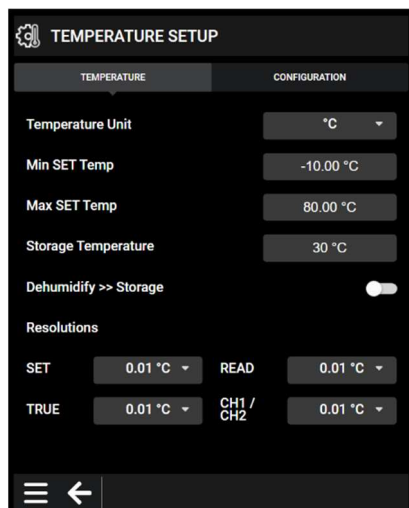 TEMPERATURE SETUP
TEMPERATURE CONFIGURATION
Temperature Unit °C
Min SET Temp -10.00 °C
Max SET Temp 80.00 °C
Storage Temperature 30 °C
Dehumidify >> Storage
Resolutions
SET 0.01 °C READ 0.01 °C
TRUE 0.01 °C CH1 /
CH2 0.01 °C